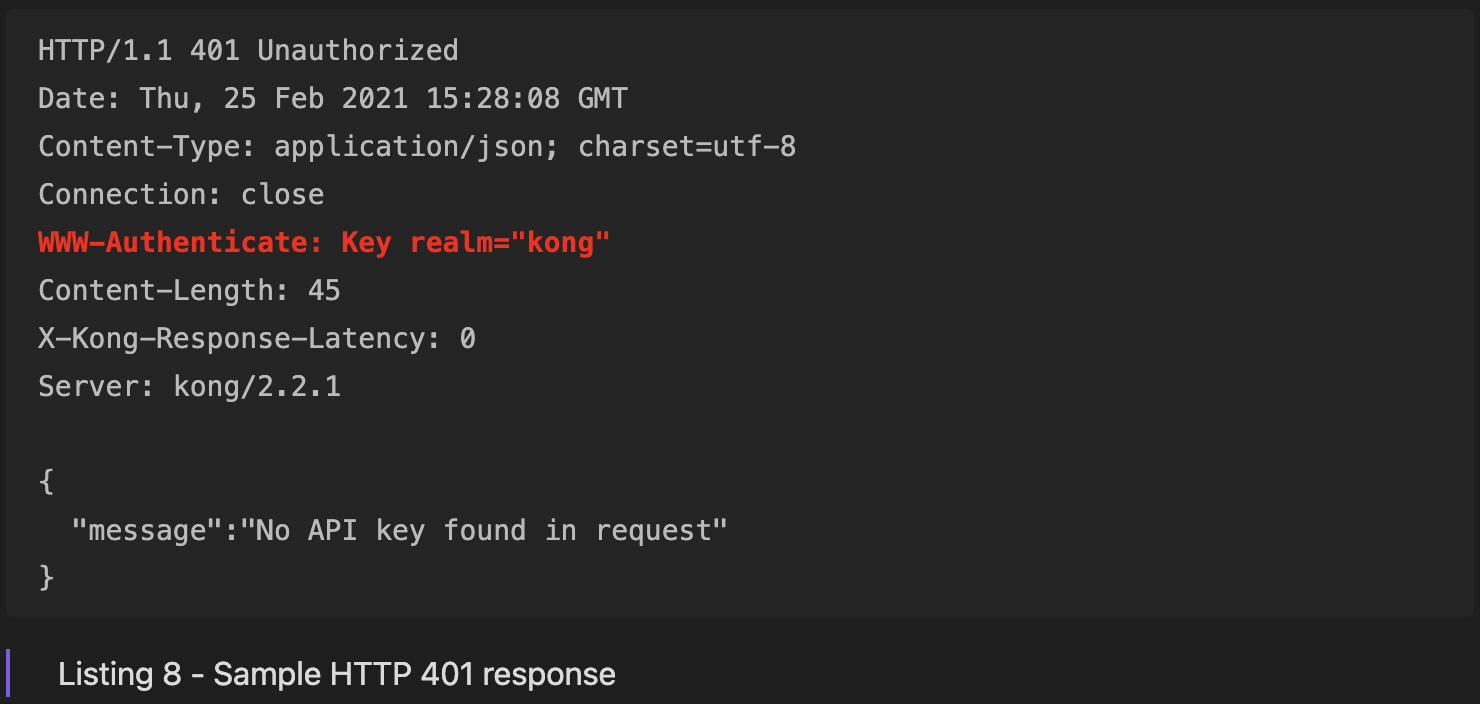 HTTP/1.1 401 Unauthorized
Date: Thu, 25 Feb 2021 15:28:08 GMT
Content-Type: application/json; charset=utf-8
Connection: close
WWW-Authenticate: Key realm="kong"
Content-Length: 45
X-Kong-Response-Latency: 0
Server: kong/2.2.1

{
  "message":"No API key found in request"
}
Listing 8 - Sample HTTP 401 response